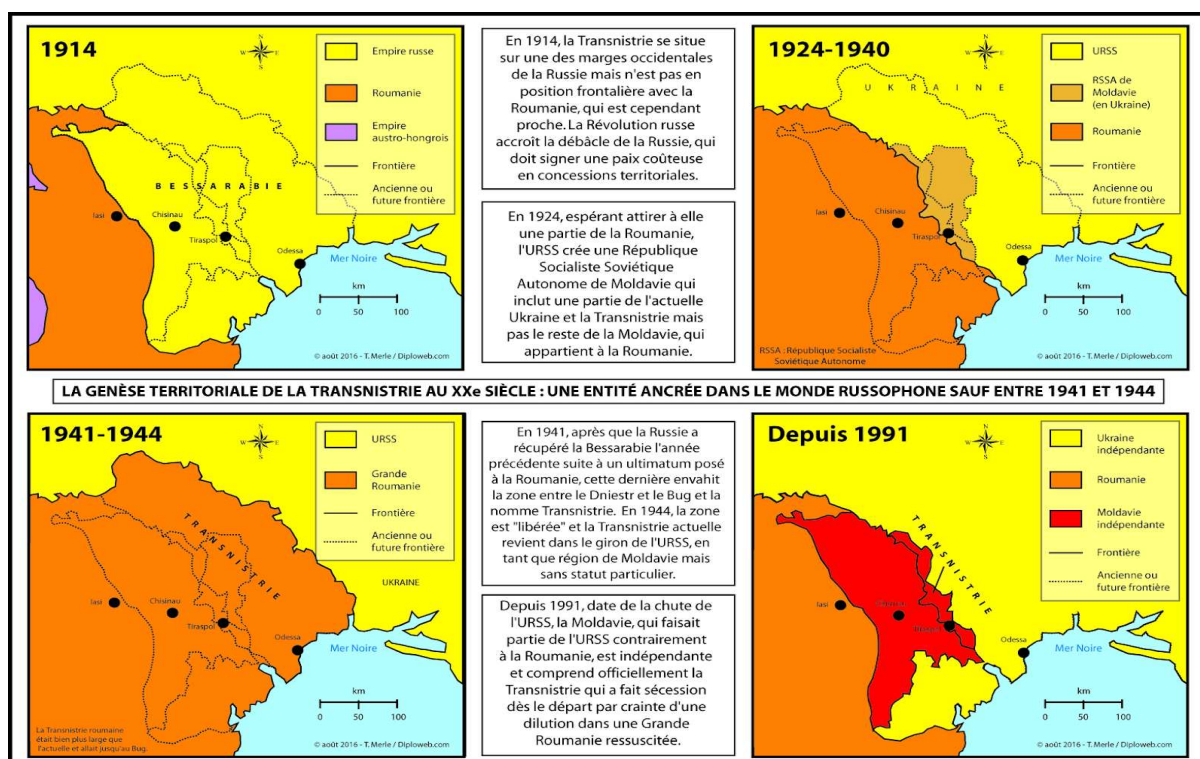 1914
N
W
E
S
Empire russe
Roumanie
Empire
austro-hongrois
Frontière
Ancienne ou
future frontière
BESSARABIE
Iasi
Chisinau
Tiraspol
Odessa
Mer Noire
km
0 50 100
© août 2016 - T. Merle / Diploweb.com
En 1914, la Transnistrie se situe
sur une des marges occidentales
de la Russie mais n'est pas en
position frontalière avec la
Roumanie, qui est cependant
proche. La Révolution russe
accroît la débâcle de la Russie, qui
doit signer une paix coûteuse
en concessions territoriales.
En 1924, espérant attirer à elle
une partie de la Roumanie,
l'URSS crée une République
Socialiste Soviétique
Autonome de Moldavie qui
inclut une partie de l'actuelle
Ukraine et la Transnistrie mais
pas le reste de la Moldavie, qui
appartient à la Roumanie.
1924-1940
N
W
E
S
URSS
RSSA de
Moldavie
(en Ukraine)
Roumanie
Frontière
Ancienne ou
future frontière
UKRAINE
Iasi
Chisinau
Tiraspol
Odessa
Mer Noire
km
0 50 100
RSSA : République Socialiste
Soviétique Autonome
© août 2016 - T. Merle / Diploweb.com
LA GENÈSE TERRITORIALE DE LA TRANSNISTRIE AU XXe SIÈCLE : UNE ENTITÉ ANCRÉE DANS LE MONDE RUSSOPHONE SAUF ENTRE 1941 ET 1944
1941-1944
N
W
E
S
URSS
Grande
Roumanie
Frontière
Ancienne ou
future frontière
TRANSNISTRIE
UKRAINE
Iasi
Chisinau
Tiraspol
Odessa
Mer Noire
km
0 50 100
La Transnistrie roumaine
était bien plus large que
l'actuelle et allait jusqu'au Bug.
© août 2016 - T. Merle / Diploweb.com
En 1941, après que la Russie a
récupéré la Bessarabie l'année
précédente suite à un ultimatum posé
à la Roumanie, cette dernière envahit
la zone entre le Dniestr et le Bug et la
nomme Transnistrie. En 1944, la zone
est "libérée" et la Transnistrie actuelle
revient dans le giron de l'URSS, en
tant que région de Moldavie mais
sans statut particulier.
Depuis 1991, date de la chute de
l'URSS, la Moldavie, qui faisait
partie de l'URSS contrairement
à la Roumanie, est indépendante
et comprend officiellement la
Transnistrie qui a fait sécession
dès le départ par crainte d'une
dilution dans une Grande
Roumanie ressuscitée.
Depuis 1991
N
W
E
S
Ukraine
indépendante
Roumanie
Moldavie
indépendante
Frontière
Ancienne ou
future frontière
TRANSNISTRIE
Iasi
Chisinau
Tiraspol
Odessa
Mer Noire
km
0 50 100
© août 2016 - T. Merle / Diploweb.com